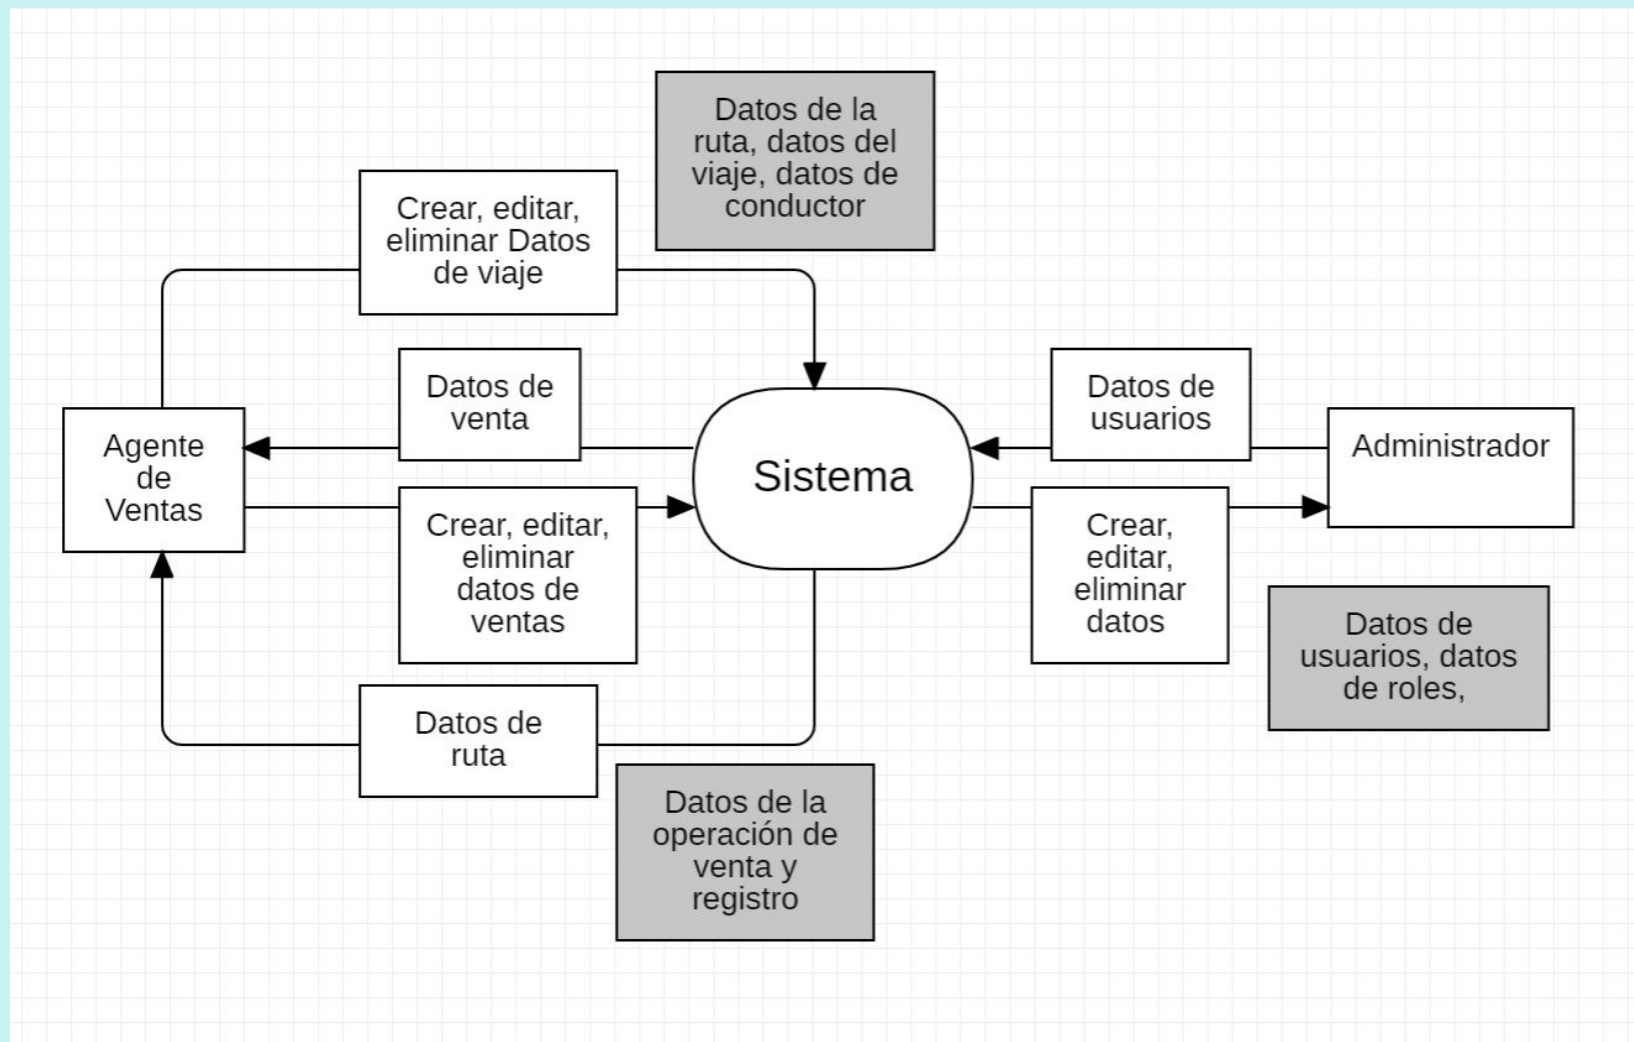 Datos de la
ruta, datos del
viaje, datos de
conductor
Crear, editar,
eliminar Datos
de viaje
Datos de
venta
Datos de
usuarios
Agente
de
Ventas
Sistema
Administrador
Crear, editar,
eliminar
datos de
ventas
Crear,
editar,
eliminar
datos
Datos de
usuarios, datos
de roles,
Datos de
ruta
Datos de la
operación de
venta y
registro